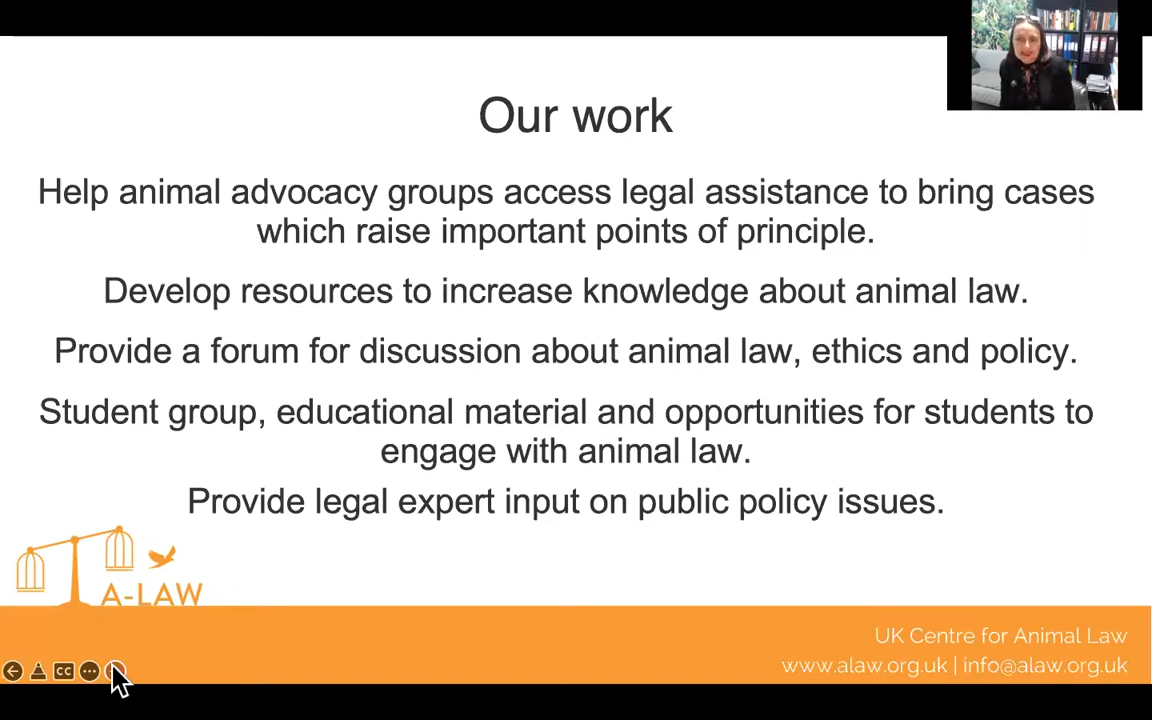 Our work
Help animal advocacy groups access legal assistance to bring cases
which raise important points of principle.
Develop resources to increase knowledge about animal law.
Provide a forum for discussion about animal law, ethics and policy.
Student group, educational material and opportunities for students to
engage with animal law.
Provide legal expert input on public policy issues.
A-LAW
UK Centre for Animal Law
www.alaw.org.uk | info@alaw.org.uk
CC